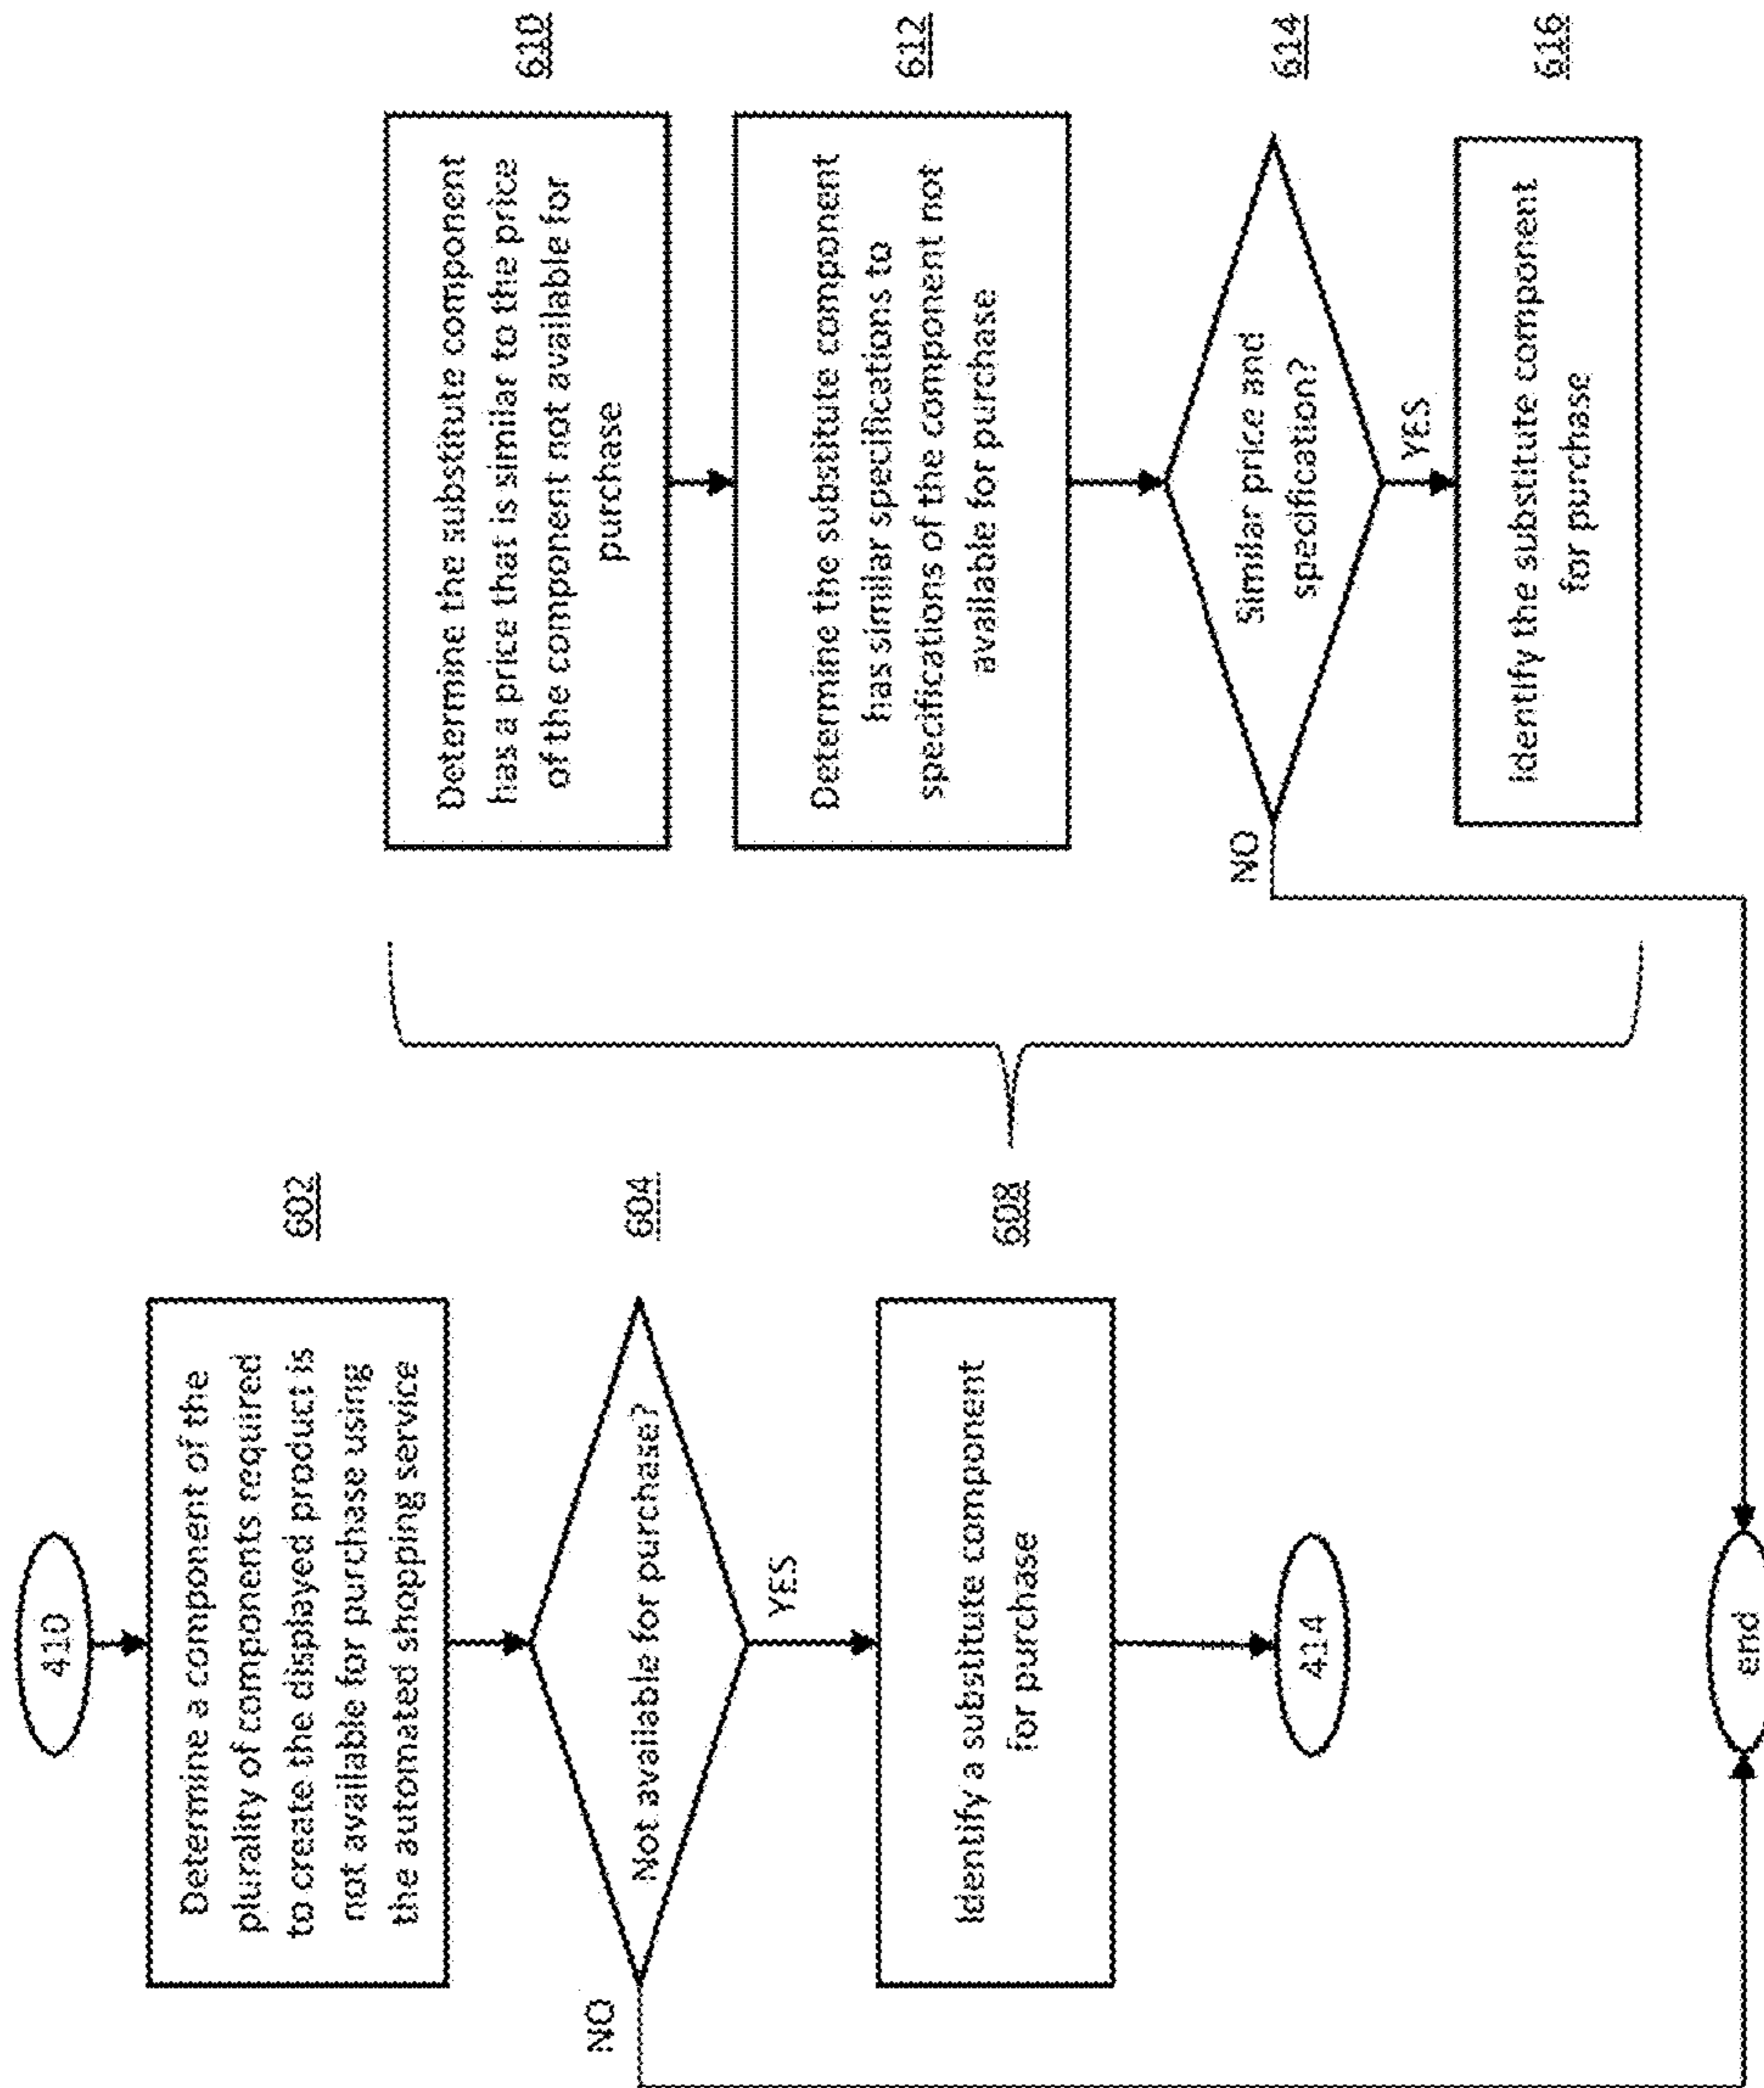 410
Determine a component of the
plurality of components required
to create the displayed product is
not available for purchase using
the automated shopping service
602
Not available for purchase?
604
NO
YES
Identify a substitute component
for purchase
608
414
end
Determine the substitute component
has a price that is similar to the price
of the component not available for
purchase
610
Determine the substitute component
has similar specifications to
specifications of the component not
available for purchase
612
Similar price and
specification?
614
NO
YES
Identify the substitute component
for purchase
616